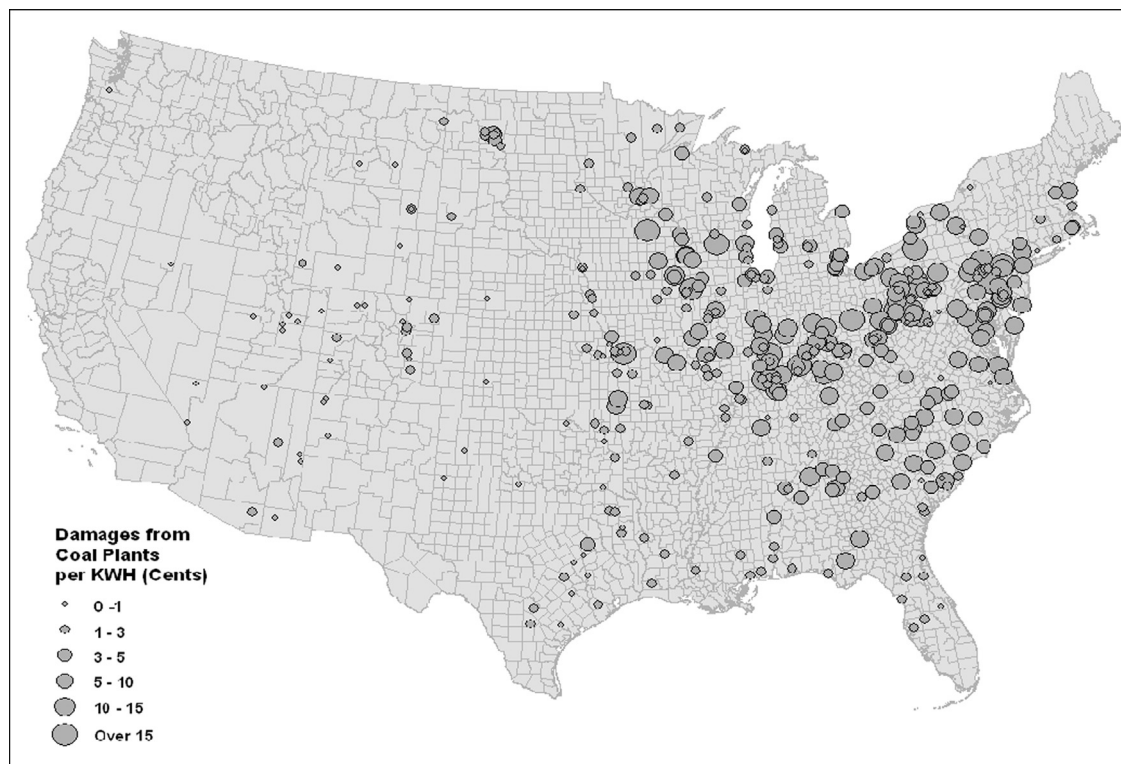 Damages from
Coal Plants
per KWH (Cents)
0 -1
1 - 3
3 - 5
5 - 10
10 - 15
Over 15